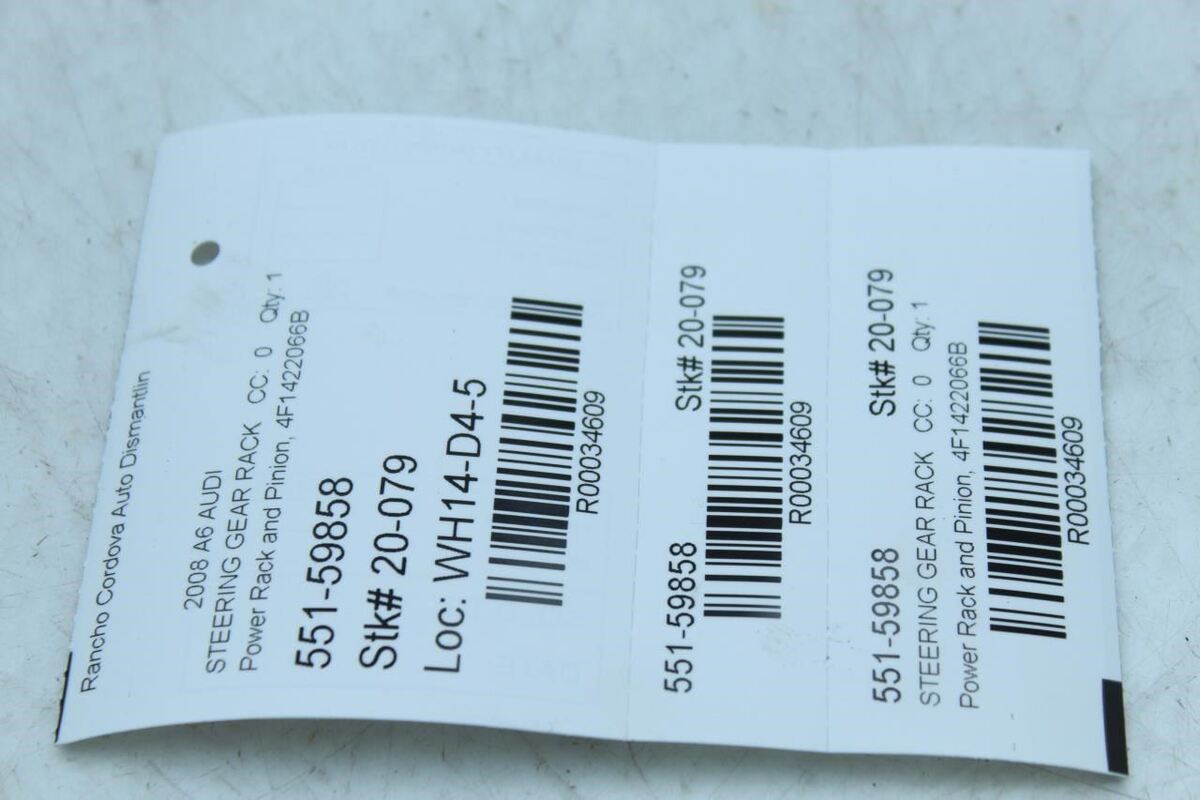 Rancho Cordova Auto Dismantlin
2008 A6 AUDI
STEERING GEAR RACK CC: 0 Qty: 1
Power Rack and Pinion, 4F1422066B
551-59858
Stk# 20-079
Loc: WH14-D4-5
R00034609
551-59858 Stk# 20-079
R00034609
551-59858 Stk# 20-079
STEERING GEAR RACK CC: 0 Qty: 1
Power Rack and Pinion, 4F1422066B
R00034609